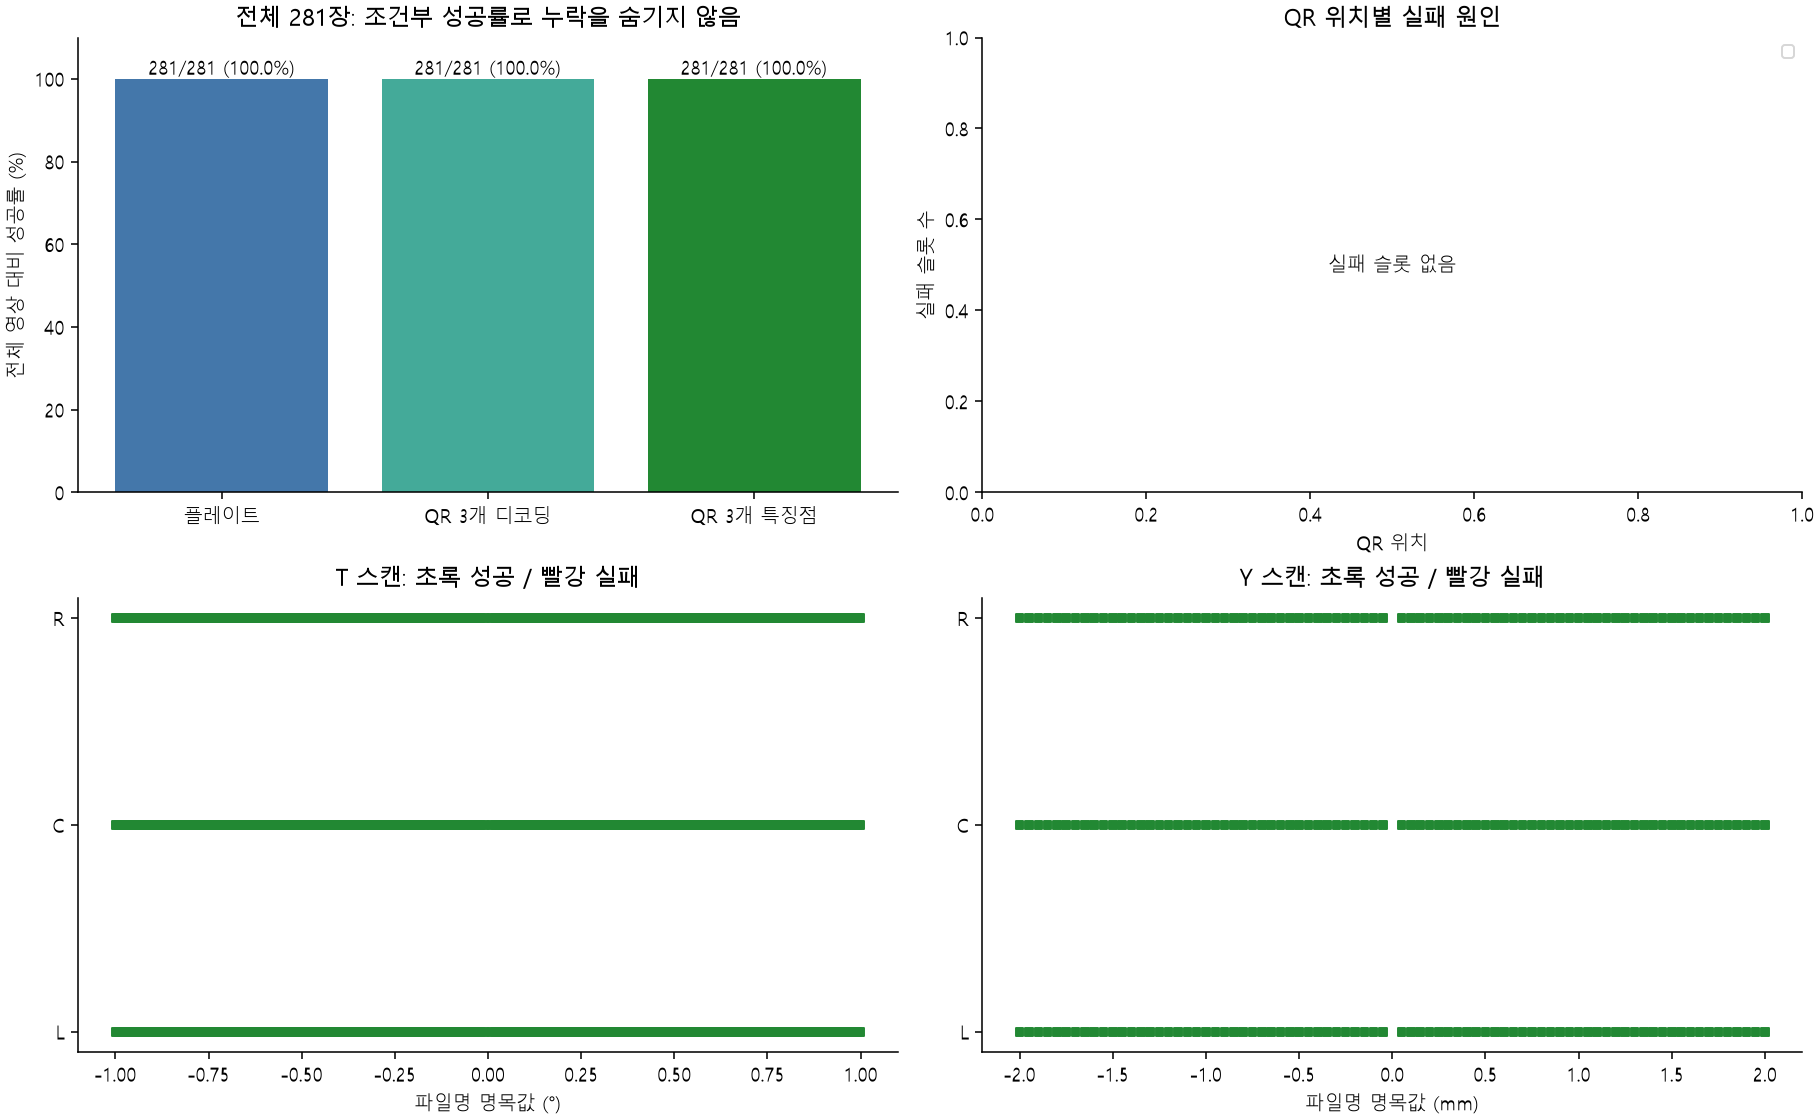 전체 281장: 조건부 성공률로 누락을 숨기지 않음
281/281 (100.0%)
281/281 (100.0%)
281/281 (100.0%)
전체 영상 대비 성공률 (%)
100
80
60
40
20
0
플레이트
QR 3개 디코딩
QR 3개 특징점
QR 위치별 실패 원인
실패 슬롯 수
1.0
0.8
0.6
0.4
0.2
0.0
실패 슬롯 없음
0.0 0.2 0.4 0.6 0.8 1.0
QR 위치
T 스캔: 초록 성공 / 빨강 실패
R
C
L
-1.00 -0.75 -0.50 -0.25 0.00 0.25 0.50 0.75 1.00
파일명 명목값 (°)
Y 스캔: 초록 성공 / 빨강 실패
R
C
L
-2.0 -1.5 -1.0 -0.5 0.0 0.5 1.0 1.5 2.0
파일명 명목값 (mm)